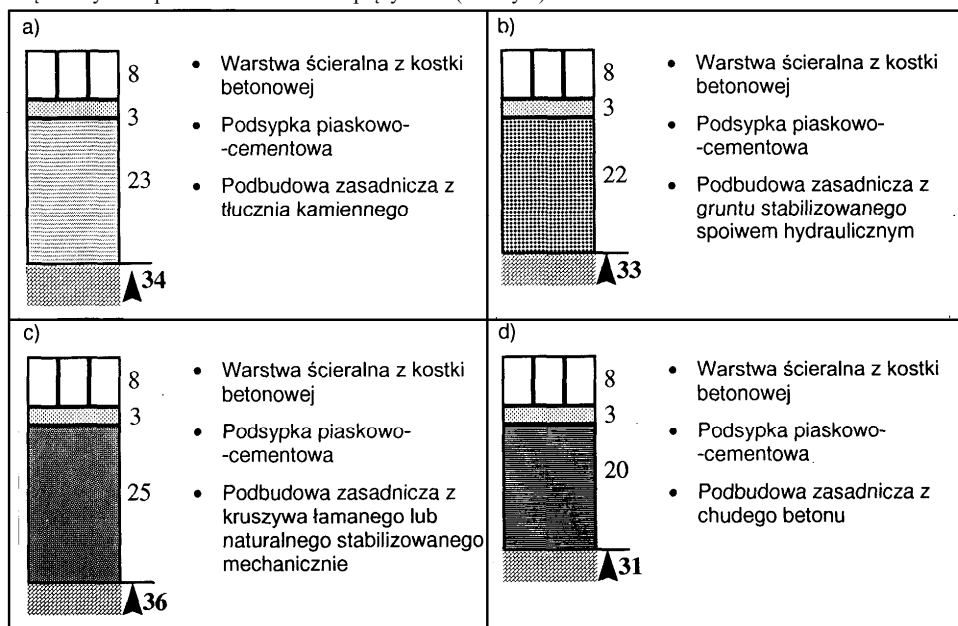 a)
8
3
23
34
• Warstwa ścieralna z kostki
betonowej
• Podsypka piaskowo-
-cementowa
• Podbudowa zasadnicza z
tłucznia kamiennego
b)
8
3
22
33
• Warstwa ścieralna z kostki
betonowej
• Podsypka piaskowo-
-cementowa
• Podbudowa zasadnicza z
gruntu stabilizowanego
spoiwem hydraulicznym
c)
8
3
25
36
• Warstwa ścieralna z kostki
betonowej
• Podsypka piaskowo-
-cementowa
• Podbudowa zasadnicza z
kruszywa łamanego lub
naturalnego stabilizowanego
mechanicznie
d)
8
3
20
31
• Warstwa ścieralna z kostki
betonowej
• Podsypka piaskowo-
-cementowa
• Podbudowa zasadnicza z
chudego betonu